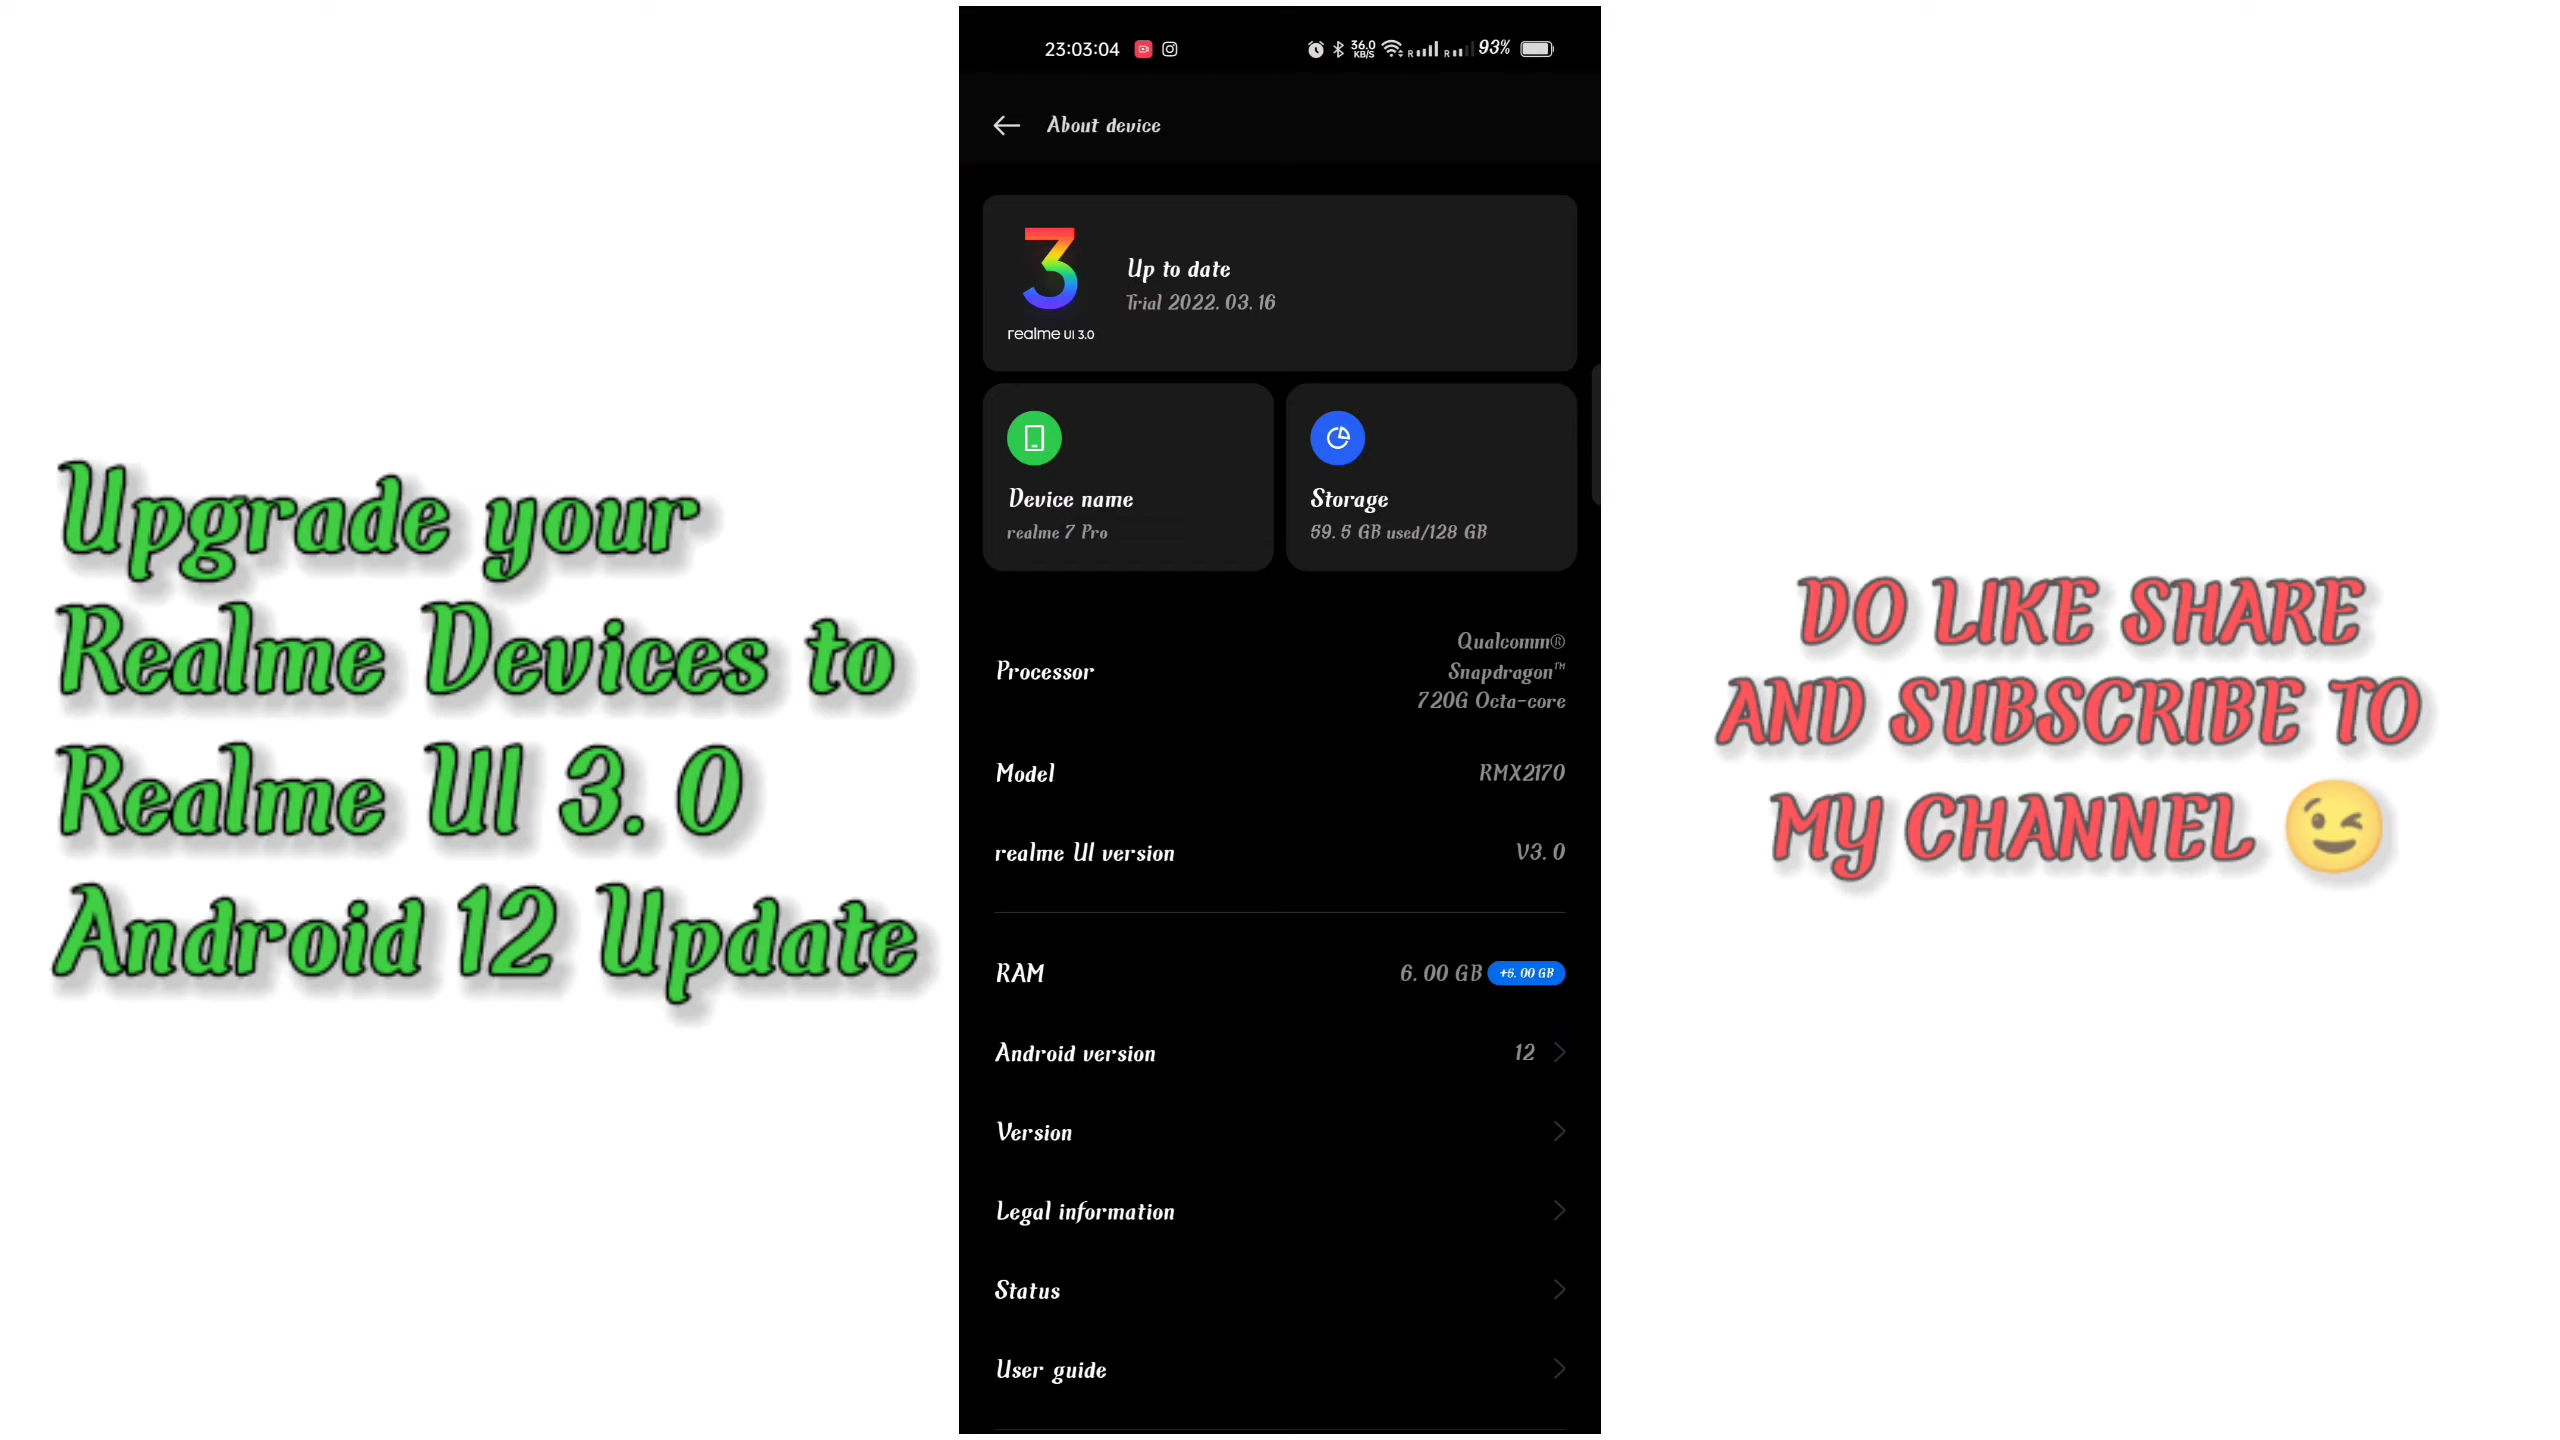 Upgrade your
Realme Devices to
Realme UI 3.0
Android 12 Update
23:03:04
36.0
KB/S
R
R
93%
About device
3
realme UI 3.0
Up to date
Trial 2022.03.16
Device name
realme 7 Pro
Storage
59.5 GB used/128 GB
Processor
Qualcomm®
Snapdragon™
720G Octa-core
Model
RMX2170
realme UI version
V3.0
RAM
6.00 GB +6.00 GB
Android version
12
Version
Legal information
Status
User guide
DO LIKE SHARE
AND SUBSCRIBE TO
MY CHANNEL 😉